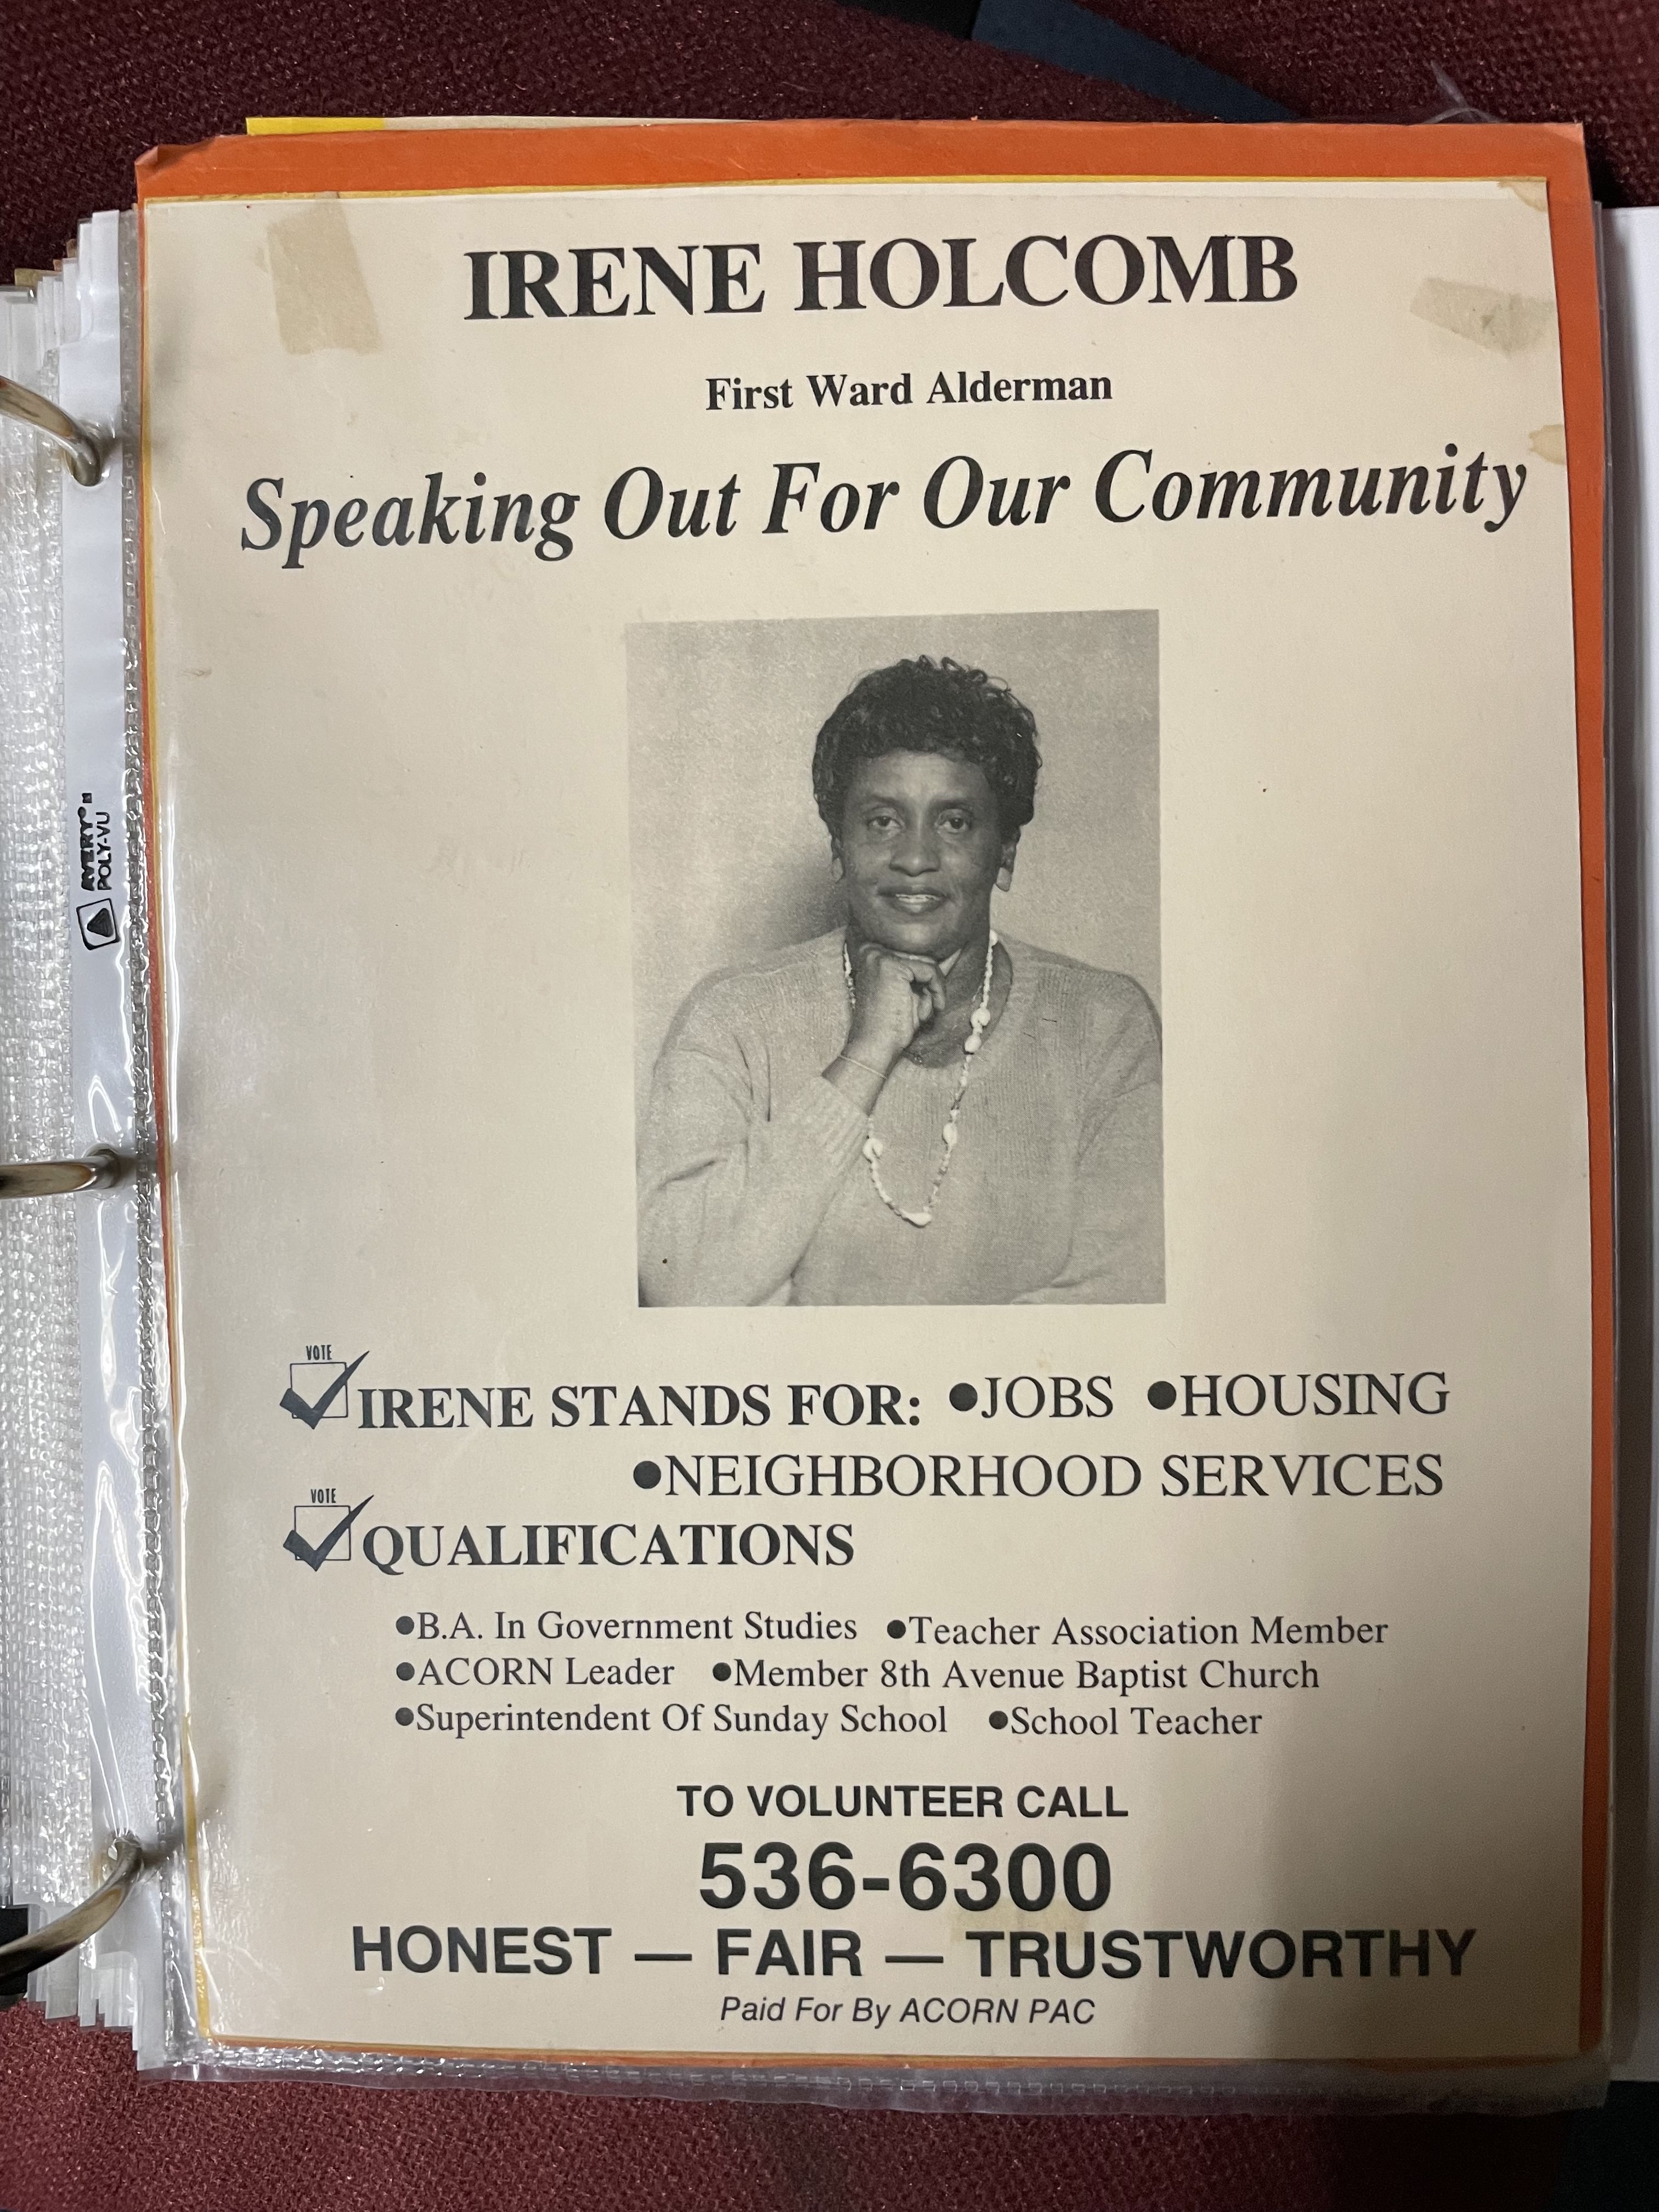 IRENE HOLCOMB
First Ward Alderman
Speaking Out For Our Community
AVERY®
POLY-VU
VOTE
IRENE STANDS FOR: ●JOBS ●HOUSING
●NEIGHBORHOOD SERVICES
VOTE
QUALIFICATIONS
●B.A. In Government Studies ●Teacher Association Member
●ACORN Leader ●Member 8th Avenue Baptist Church
●Superintendent Of Sunday School ●School Teacher
TO VOLUNTEER CALL
536-6300
HONEST — FAIR — TRUSTWORTHY
Paid For By ACORN PAC